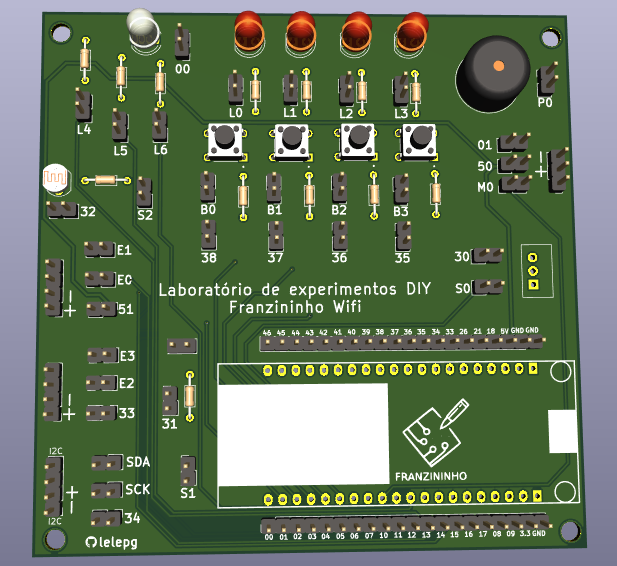 00
L0 L1 L2 L3
P0
L4 L5 L6
01
50
M0
S2
32
B0 B1 B2 B3
38 37 36 35
E1
E0
51
30
S0
Laboratório de experimentos DIY
Franzininho Wifi
46 45 44 43 42 41 40 39 38 37 36 35 34 33 26 21 18 5V GND GND
E3
E2
33
31
FRANZININHO
I2C
SDA
SCK
34
I2C
S1
00 01 02 03 04 05 06 07 10 11 12 13 14 15 16 17 08 09 3.3 GND
lelepg